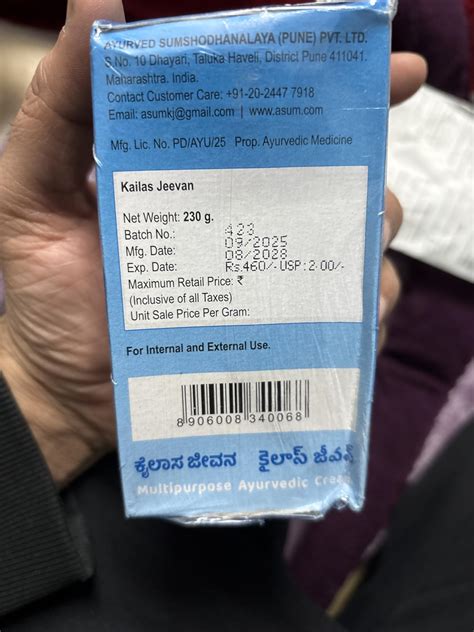 AYURVED SUMSHODHANALAYA (PUNE) PVT. LTD.
S.No. 10 Dhayari, Taluka Haveli, District Pune 411041.
Maharashtra. India.
Contact Customer Care: +91-20-2447 7918
Email: asumkj@gmail.com | www.asum.com
Mfg. Lic. No. PD/AYU/25 Prop. Ayurvedic Medicine
Kailas Jeevan
Net Weight: 230 g.
Batch No.: 423
Mfg. Date: 09/2025
Exp. Date: 08/2028
Maximum Retail Price: ₹ Rs.460/- USP:2.00/-
(Inclusive of all Taxes)
Unit Sale Price Per Gram:
For Internal and External Use.
8 906008 340068
ಕೈಲಾಸ ಜೀವನ కైలాస్ జీవన్
Multipurpose Ayurvedic Cream